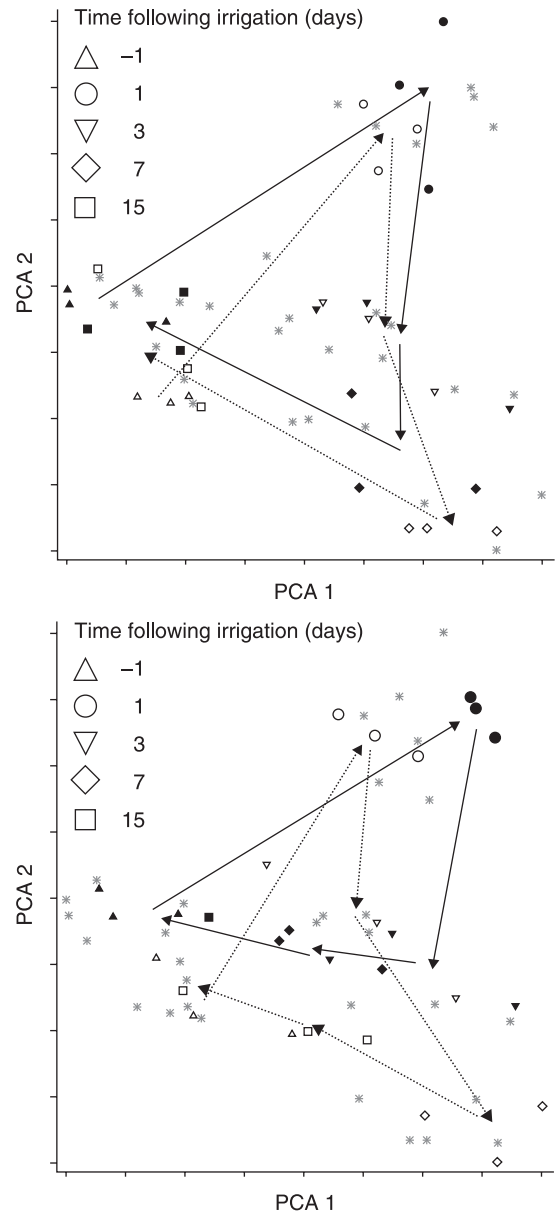 Time following irrigation (days)
–1
1
3
7
15
PCA 2
PCA 1
Time following irrigation (days)
–1
1
3
7
15
PCA 2
PCA 1